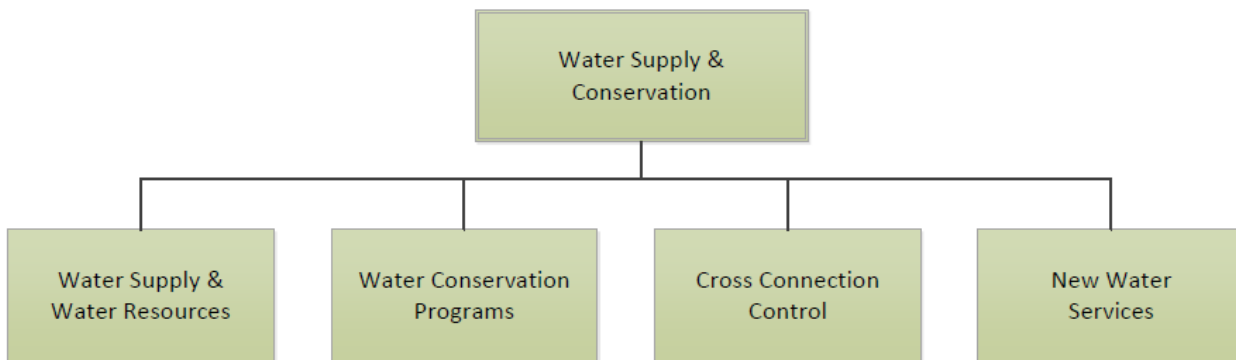 Water Supply &
Conservation
Water Supply &
Water Resources
Water Conservation
Programs
Cross Connection
Control
New Water
Services